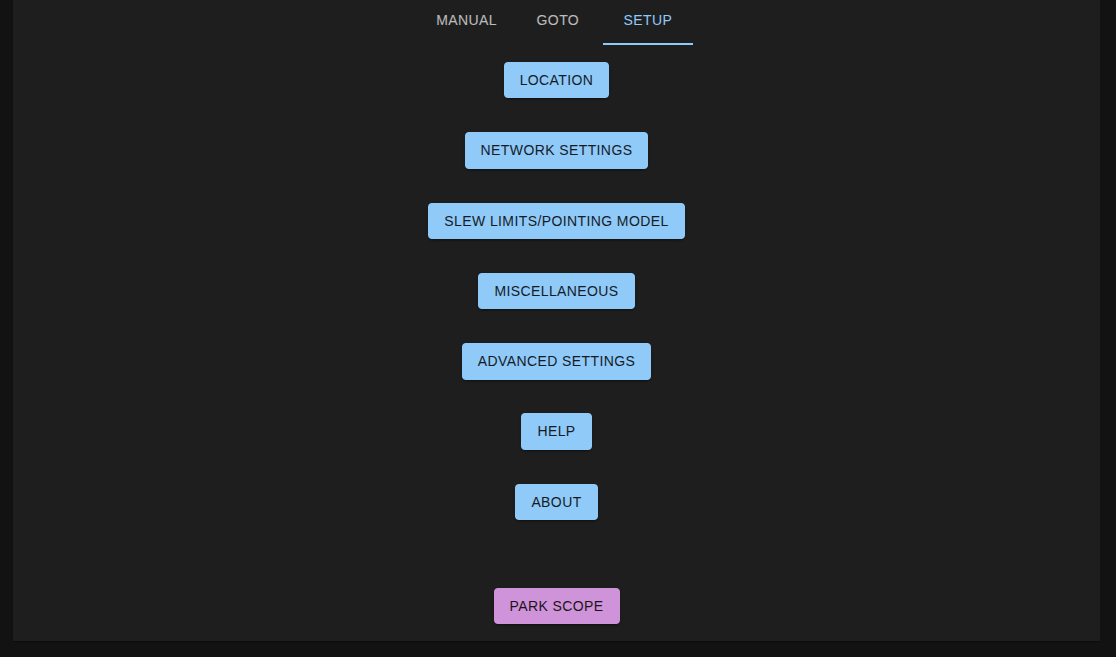 MANUAL GOTO SETUP
LOCATION
NETWORK SETTINGS
SLEW LIMITS/POINTING MODEL
MISCELLANEOUS
ADVANCED SETTINGS
HELP
ABOUT
PARK SCOPE